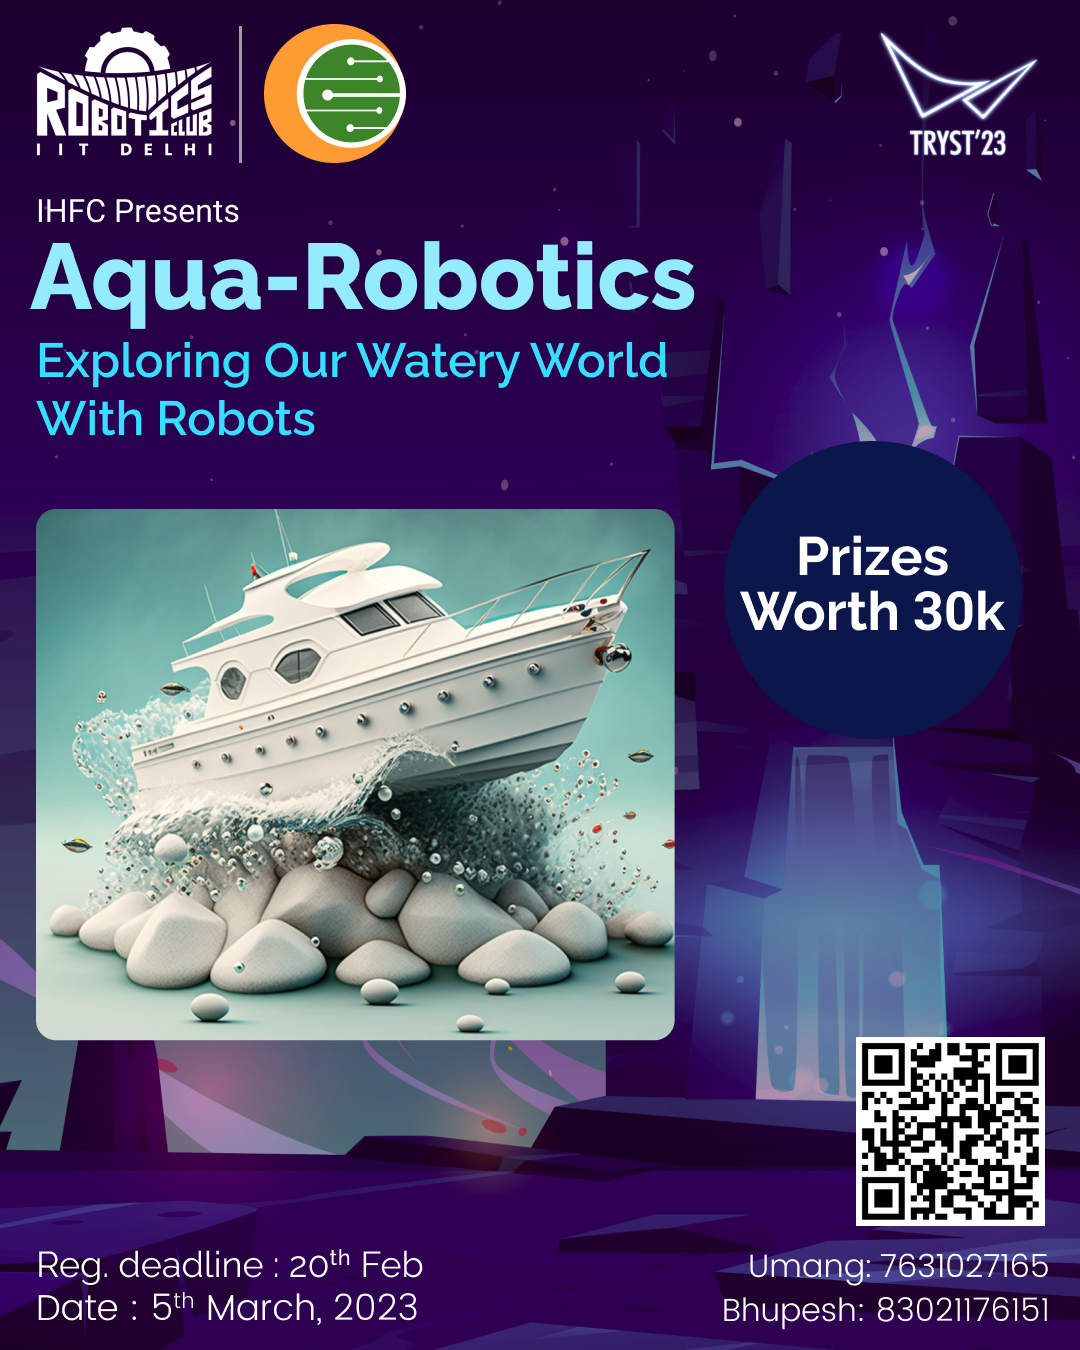 ROBOTICS
CLUB
IIT DELHI
TRYST'23
IHFC Presents
Aqua-Robotics
Exploring Our Watery World
With Robots
Prizes
Worth 30k
Reg. deadline : 20th Feb
Date : 5th March, 2023
Umang: 7631027165
Bhupesh: 83021176151